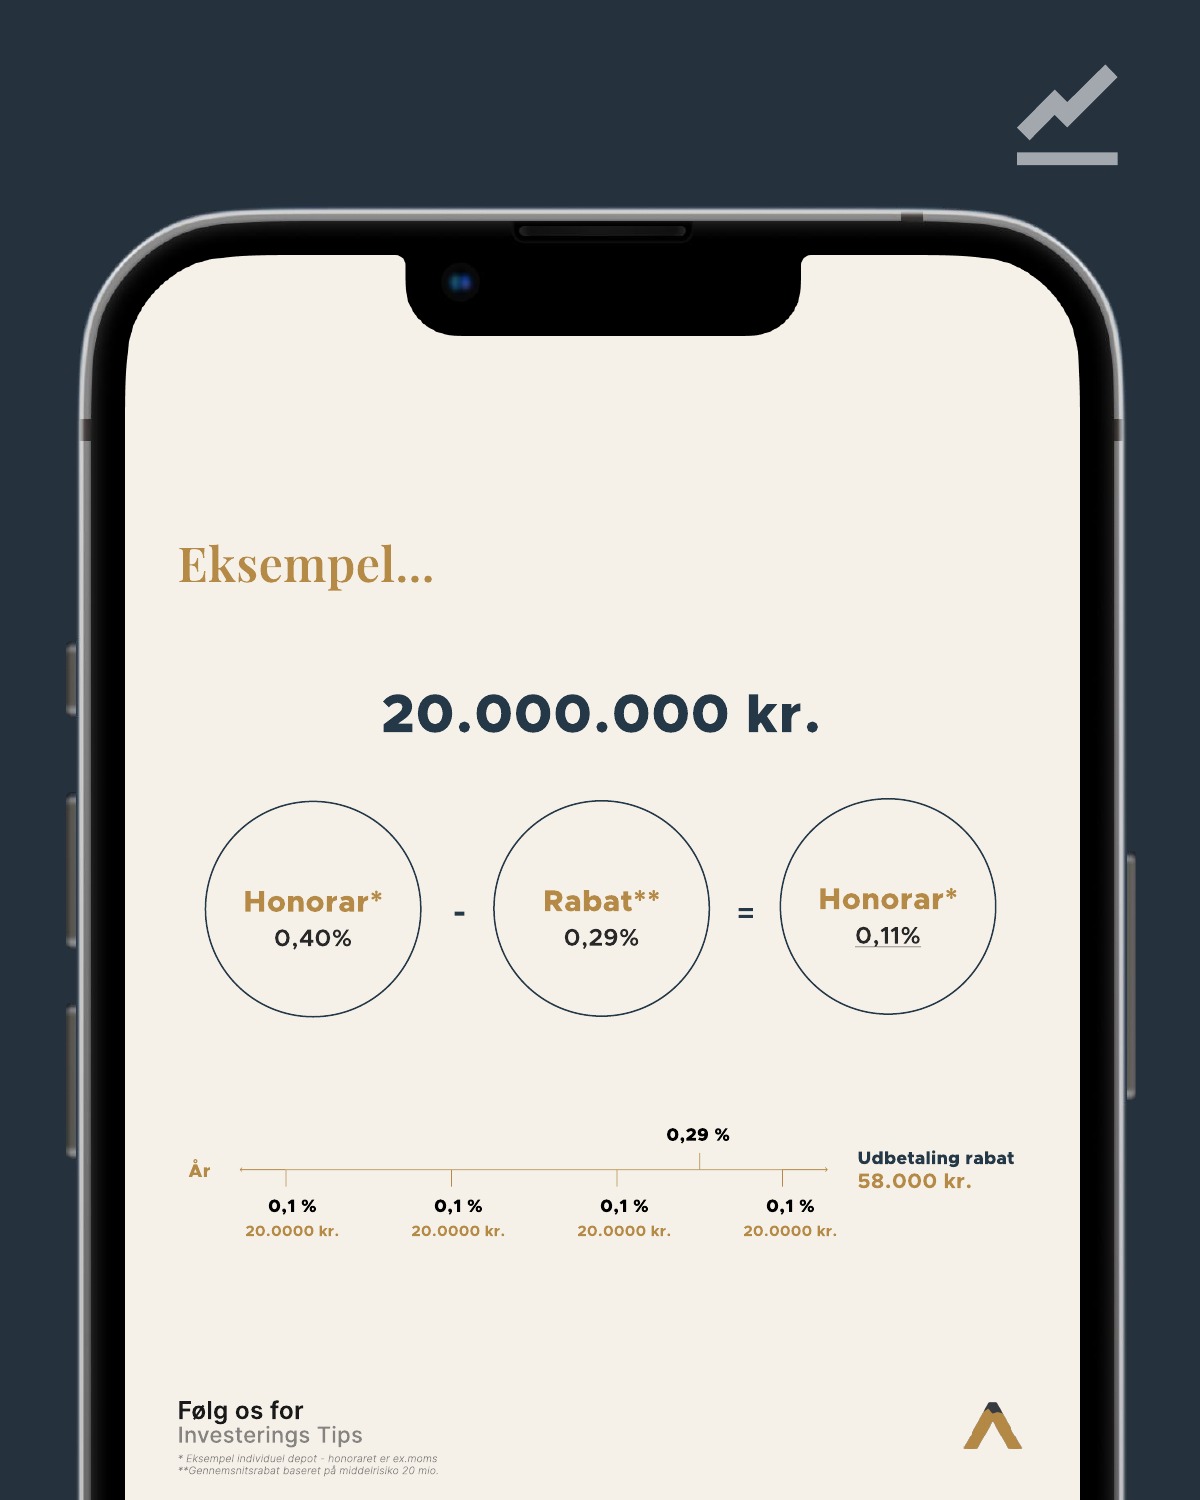 Eksempel...
20.000.000 kr.
Honorar*
0,40%
-
Rabat**
0,29%
=
Honorar*
0,11%
0,29 %
År
Udbetaling rabat
58.000 kr.
0,1 % 0,1 % 0,1 % 0,1 %
20.0000 kr. 20.0000 kr. 20.0000 kr. 20.0000 kr.
Følg os for
Investerings Tips
* Eksempel individuel depot - honoraret er ex.moms
**Gennemsnitsrabat baseret på middelrisiko 20 mio.